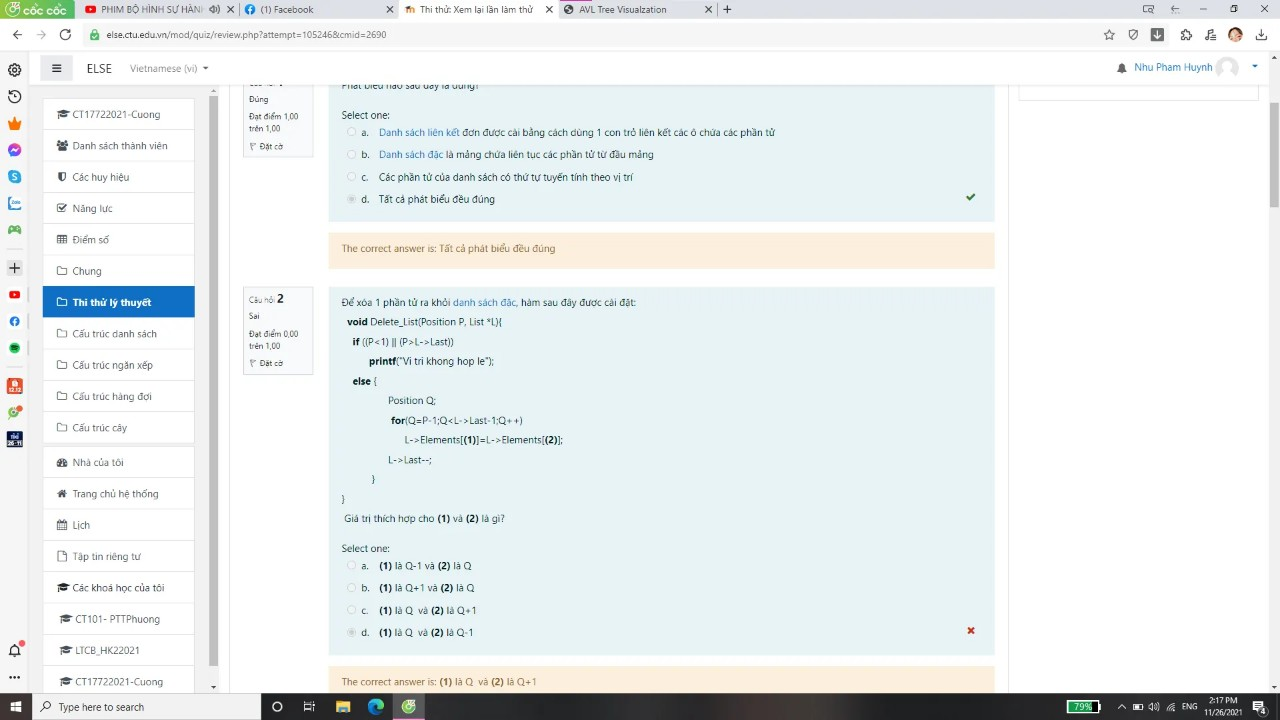 cốc cốc
PHIM BỘ HÌNH SỰ HÀN
(1) Facebook
Thi thử: Xem lại lần làm thử
AVL Tree Visualzation
else.ctu.edu.vn/mod/quiz/review.php?attempt=105246&cmid=2690
ELSE
Vietnamese (vi)
Nhu Pham Huynh
CT17722021-Cuong
Danh sách thành viên
Các huy hiệu
Năng lực
Điểm số
Chung
Thi thử lý thuyết
Cấu trúc danh sách
Cấu trúc ngăn xếp
Cấu trúc hàng đợi
Cấu trúc cây
Nhà của tôi
Trang chủ hệ thống
Lịch
Tập tin riêng tư
Các khoá học của tôi
CT101- PTTPhuong
LTCB_HK22021
CT17722021-Cuong
Đúng
Đạt điểm 1,00
trên 1,00
Đặt cờ
Phát biểu nào sau đây là đúng?
Select one:
a. Danh sách liên kết đơn được cài bằng cách dùng 1 con trỏ liên kết các ô chứa các phần tử
b. Danh sách đặc là mảng chứa liên tục các phần tử từ đầu mảng
c. Các phần tử của danh sách có thứ tự tuyến tính theo vị trí
d. Tất cả phát biểu đều đúng
The correct answer is: Tất cả phát biểu đều đúng
Câu hỏi 2
Sai
Đạt điểm 0,00
trên 1,00
Đặt cờ
Để xóa 1 phần tử ra khỏi danh sách đặc, hàm sau đây được cài đặt:
void Delete_List(Position P, List *L){
if ((P<1) || (P>L->Last))
printf("Vi tri khong hop le");
else {
Position Q;
for(Q=P-1;Q<L->Last-1;Q++)
L->Elements[(1)]=L->Elements[(2)];
L->Last--;
}
}
Giá trị thích hợp cho (1) và (2) là gì?
Select one:
a. (1) là Q-1 và (2) là Q
b. (1) là Q+1 và (2) là Q
c. (1) là Q và (2) là Q+1
d. (1) là Q và (2) là Q-1
The correct answer is: (1) là Q và (2) là Q+1
Type here to search
79%
ENG
2:17 PM
11/26/2021